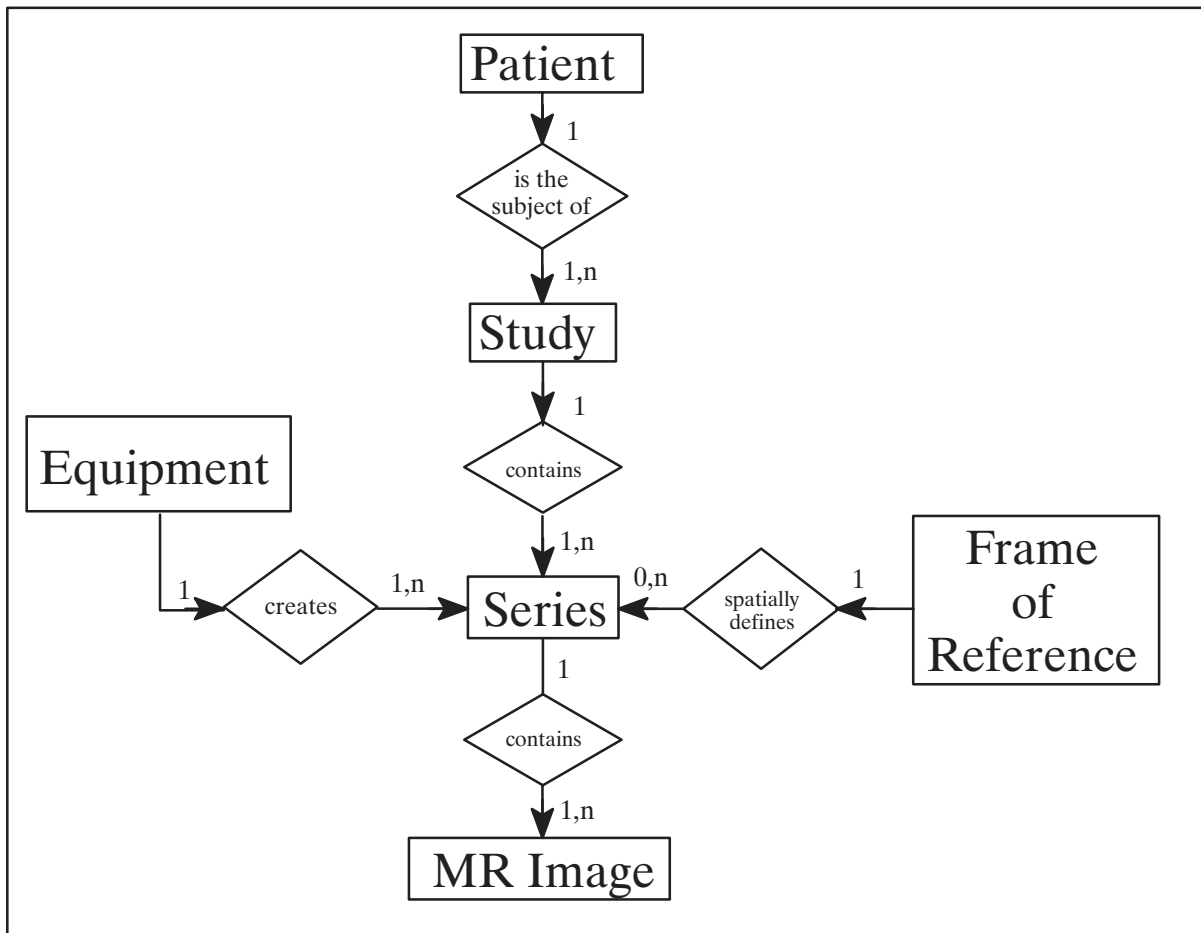 Patient
1
is the
subject of
1,n
Study
1
contains
1,n
Equipment
1
creates
1,n
Series
0,n
spatially
defines
1
Frame
of
Reference
1
contains
1,n
MR Image